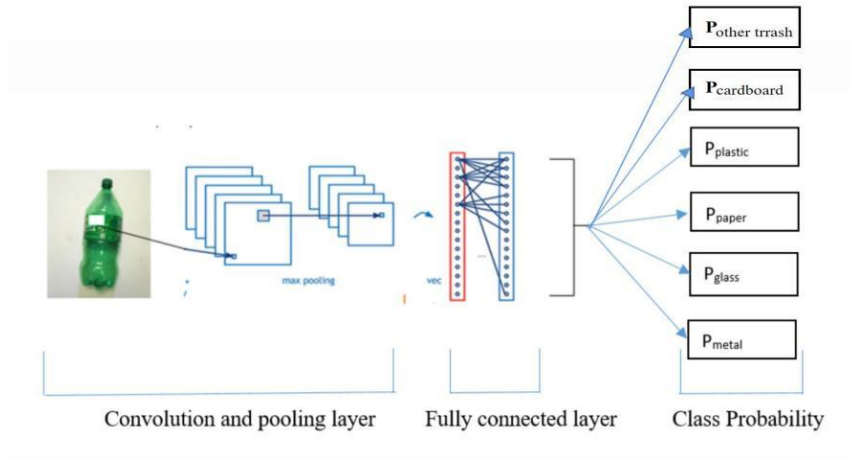 Pother trrash
Pcardboard
Pplastic
Ppaper
Pglass
Pmetal
max pooling
vec
Convolution and pooling layer
Fully connected layer
Class Probability